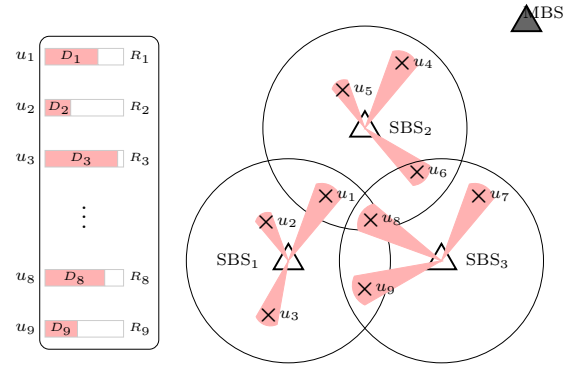 MBS
u₁ D₁ R₁
u₂ D₂ R₂
u₃ D₃ R₃
⋮
u₈ D₈ R₈
u₉ D₉ R₉
u₄
u₅
SBS₂
u₆
u₁
u₂
SBS₁
u₃
u₇
u₈
SBS₃
u₉